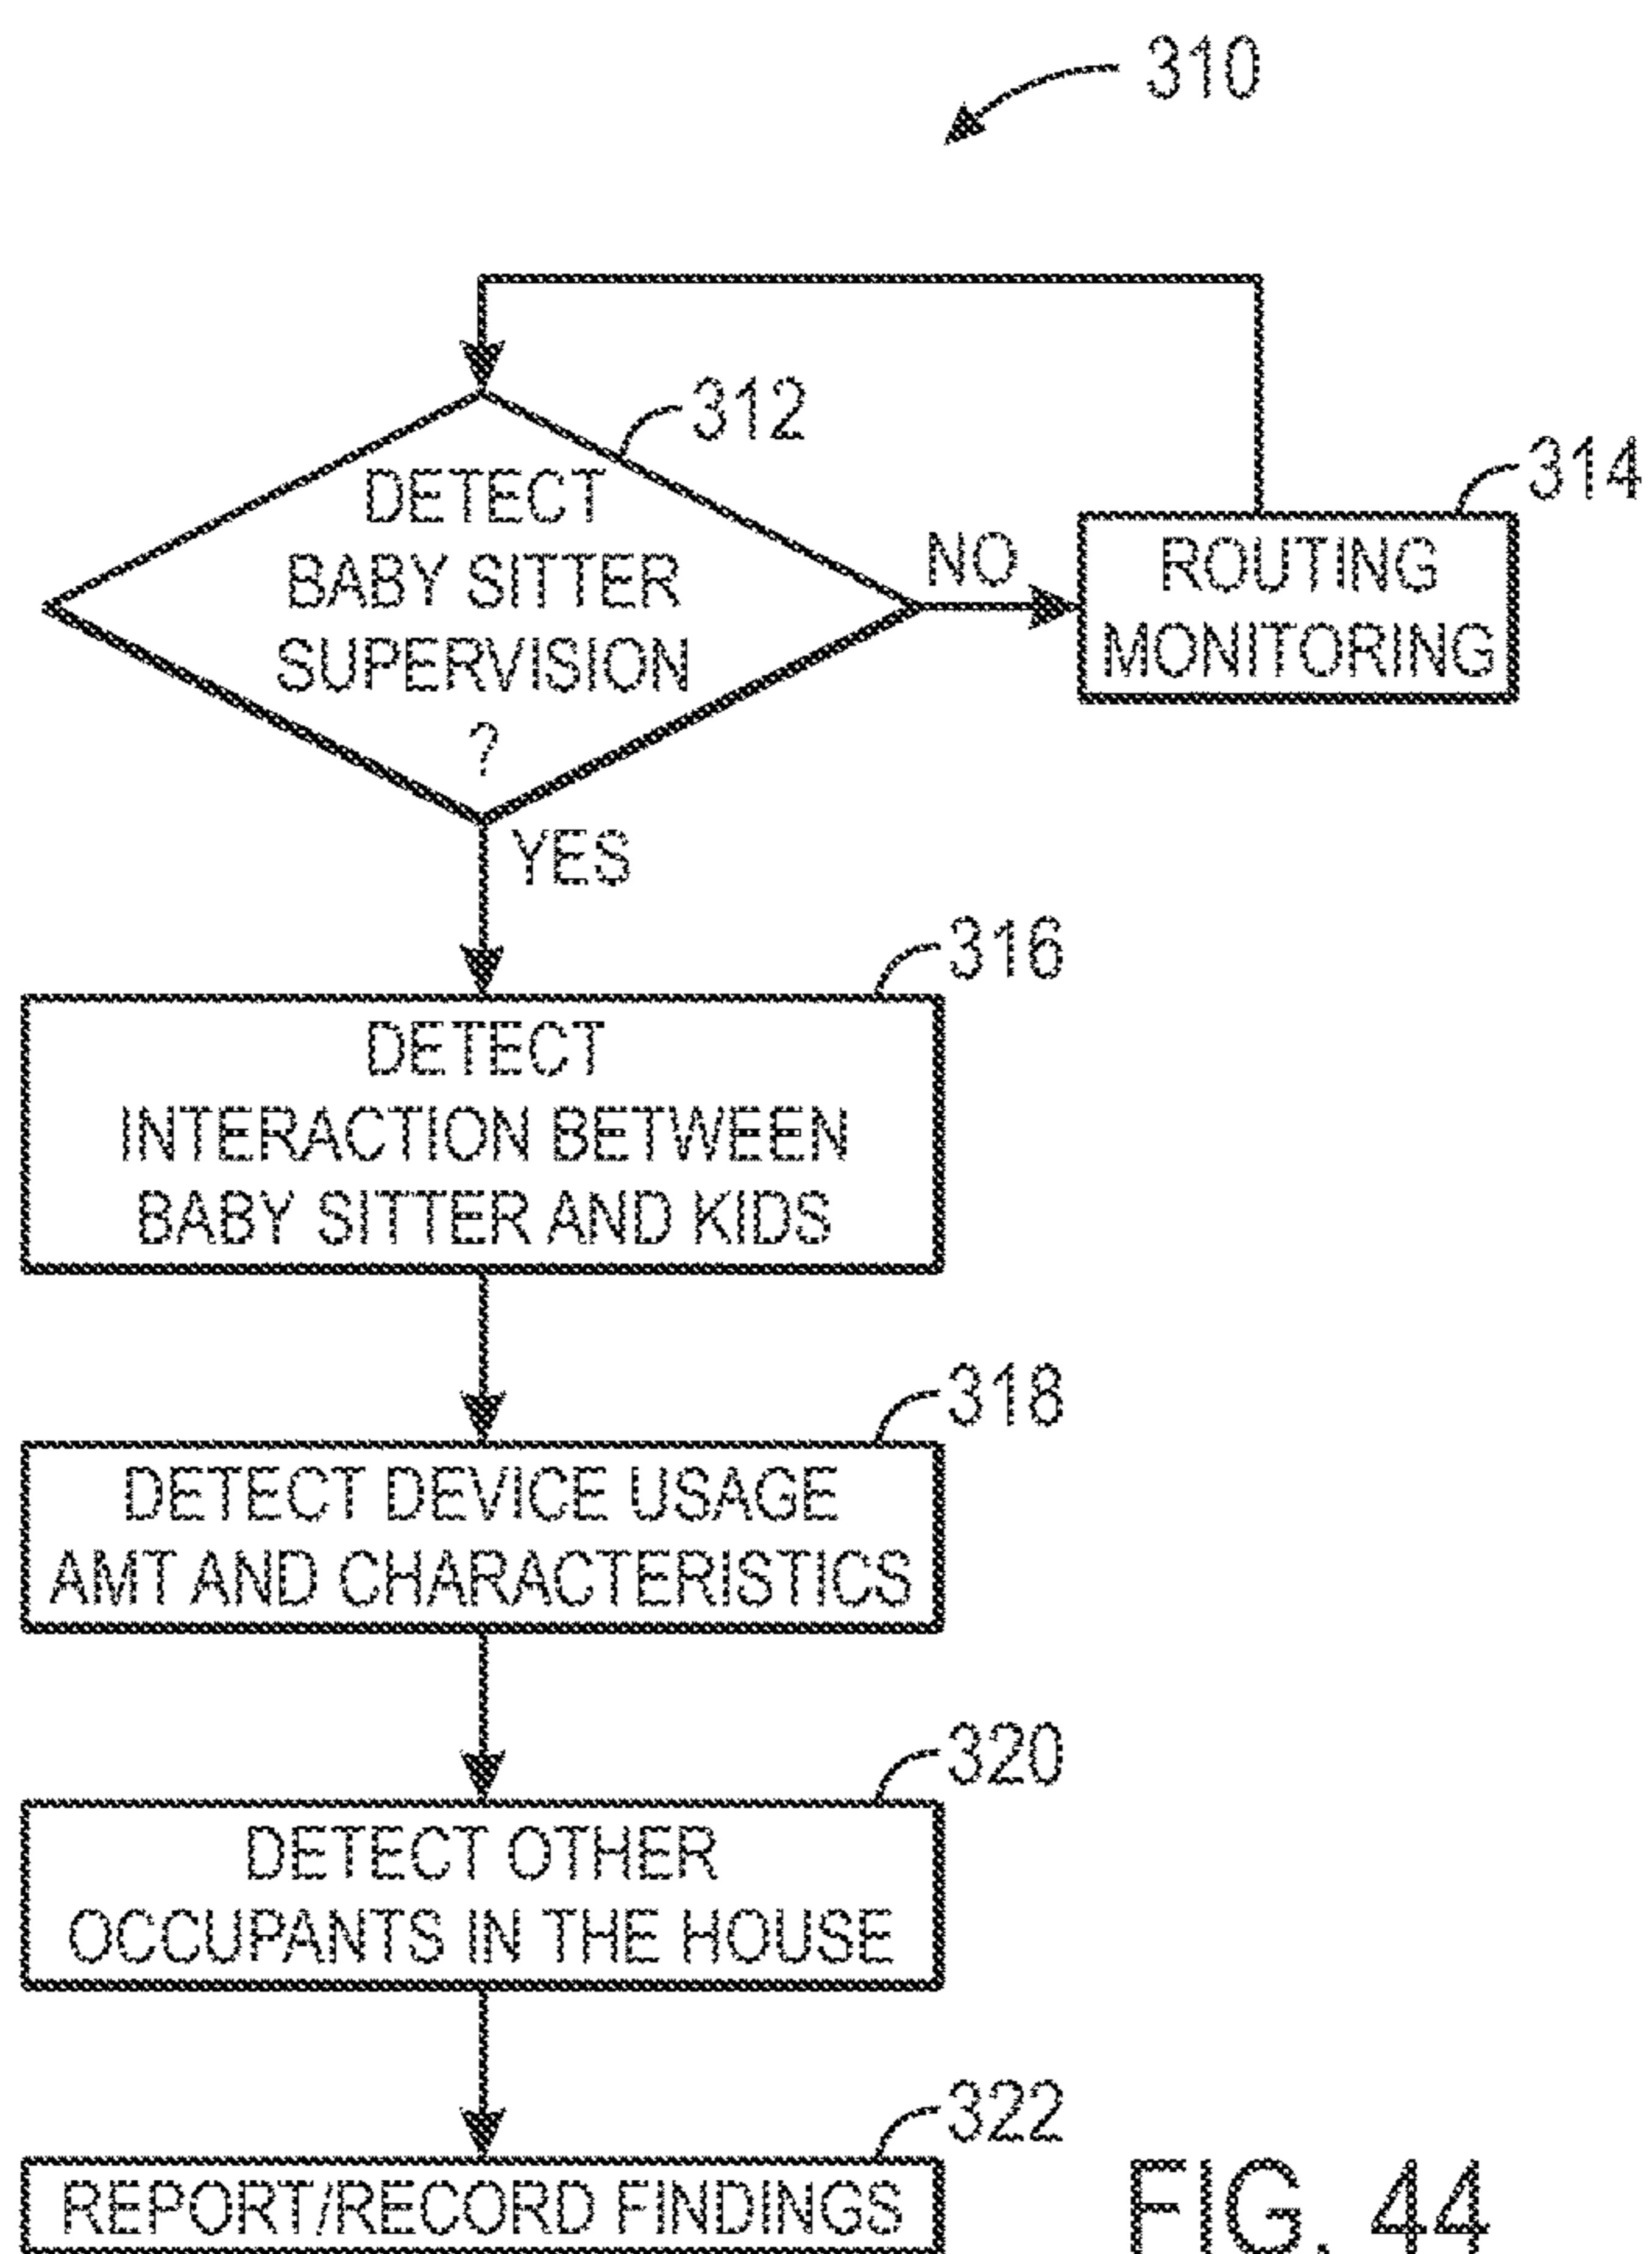 310
312
DETECT
BABY SITTER
SUPERVISION
?
NO
314
ROUTING
MONITORING
YES
316
DETECT
INTERACTION BETWEEN
BABY SITTER AND KIDS
318
DETECT DEVICE USAGE
AMT AND CHARACTERISTICS
320
DETECT OTHER
OCCUPANTS IN THE HOUSE
322
REPORT/RECORD FINDINGS
FIG. 44